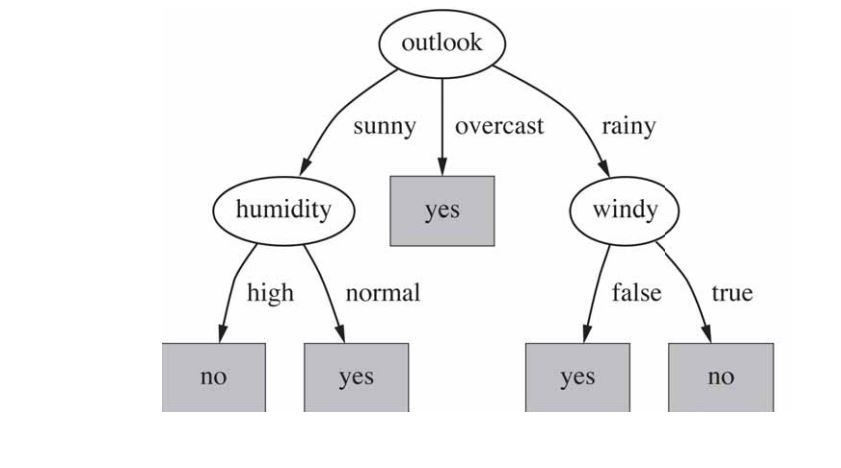 outlook
sunny overcast rainy
humidity yes windy
high normal false true
no yes yes no